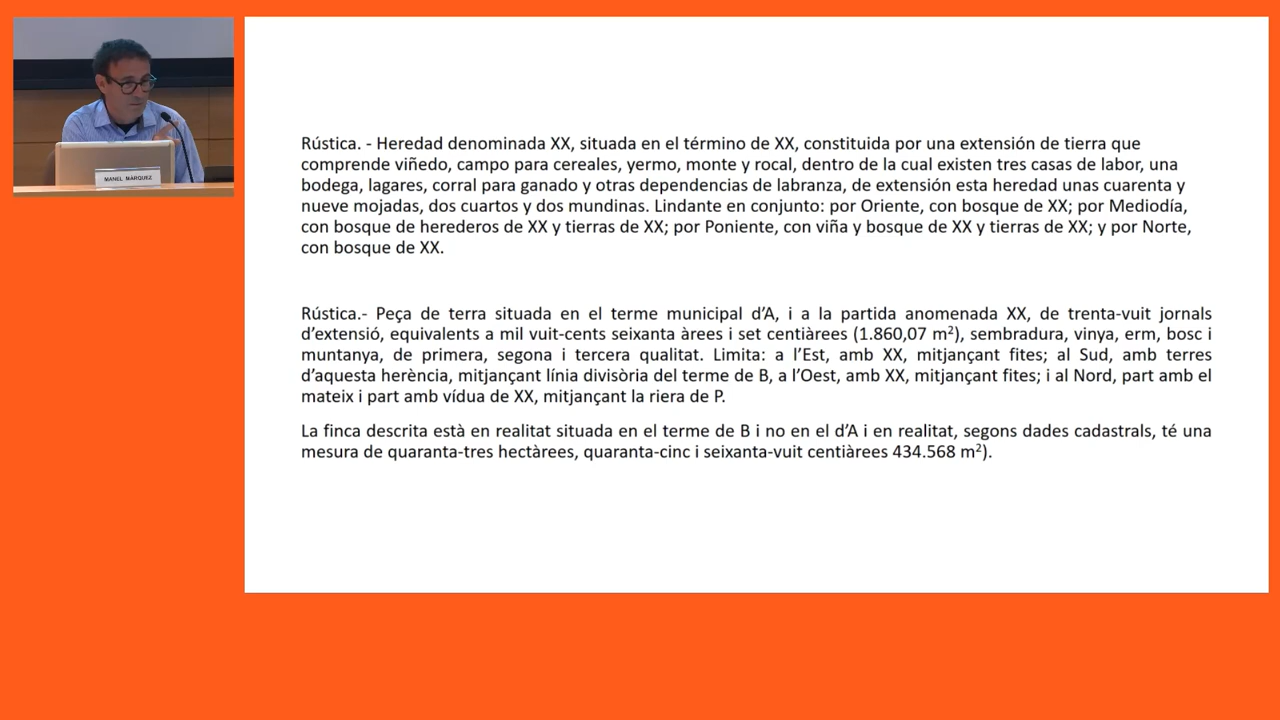 MANEL MÁRQUEZ
Rústica. - Heredad denominada XX, situada en el término de XX, constituida por una extensión de tierra que
comprende viñedo, campo para cereales, yermo, monte y rocal, dentro de la cual existen tres casas de labor, una
bodega, lagares, corral para ganado y otras dependencias de labranza, de extensión esta heredad unas cuarenta y
nueve mojadas, dos cuartos y dos mundinas. Lindante en conjunto: por Oriente, con bosque de XX; por Mediodía,
con bosque de herederos de XX y tierras de XX; por Poniente, con viña y bosque de XX y tierras de XX; y por Norte,
con bosque de XX.
Rústica.- Peça de terra situada en el terme municipal d’A, i a la partida anomenada XX, de trenta-vuit jornals
d’extensió, equivalents a mil vuit-cents seixanta àrees i set centiàrees (1.860,07 m²), sembradura, vinya, erm, bosc i
muntanya, de primera, segona i tercera qualitat. Limita: a l’Est, amb XX, mitjançant fites; al Sud, amb terres
d’aquesta herència, mitjançant línia divisòria del terme de B, a l’Oest, amb XX, mitjançant fites; i al Nord, part amb el
mateix i part amb vídua de XX, mitjançant la riera de P.
La finca descrita està en realitat situada en el terme de B i no en el d’A i en realitat, segons dades cadastrals, té una
mesura de quaranta-tres hectàrees, quaranta-cinc i seixanta-vuit centiàrees 434.568 m²).